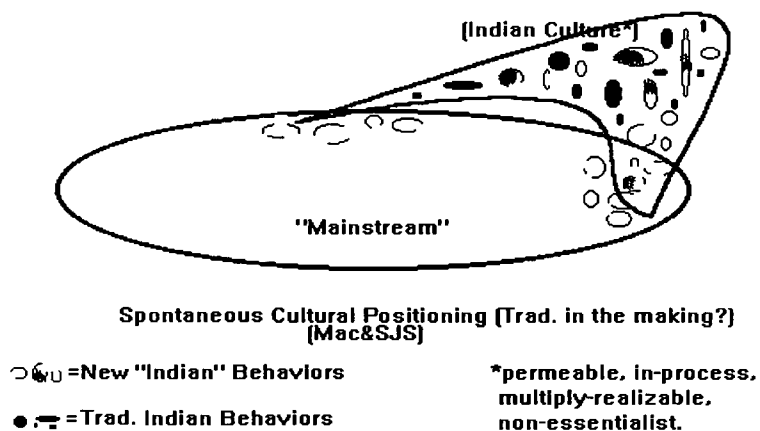 (Indian Culture*)
"Mainstream"
Spontaneous Cultural Positioning (Trad. in the making?)
(Mac&SJS)
=New "Indian" Behaviors
=Trad. Indian Behaviors
*permeable, in-process,
multiply-realizable,
non-essentialist.